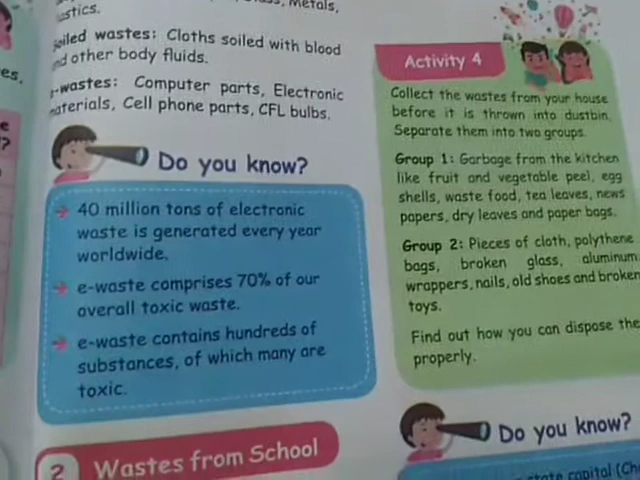 Metals,
astics.
soiled wastes: Cloths soiled with blood
and other body fluids.
e-wastes: Computer parts, Electronic
materials, Cell phone parts, CFL bulbs.
Do you know?
40 million tons of electronic
waste is generated every year
worldwide.
e-waste comprises 70% of our
overall toxic waste.
e-waste contains hundreds of
substances, of which many are
toxic.
2 Wastes from School
Activity 4
Collect the wastes from your house
before it is thrown into dustbin.
Separate them into two groups.
Group 1: Garbage from the kitchen
like fruit and vegetable peel, egg
shells, waste food, tea leaves, news
papers, dry leaves and paper bags.
Group 2: Pieces of cloth, polythene
bags, broken glass, aluminum
wrappers, nails, old shoes and broken
toys.
Find out how you can dispose the
properly.
Do you know?
state capital (Ch